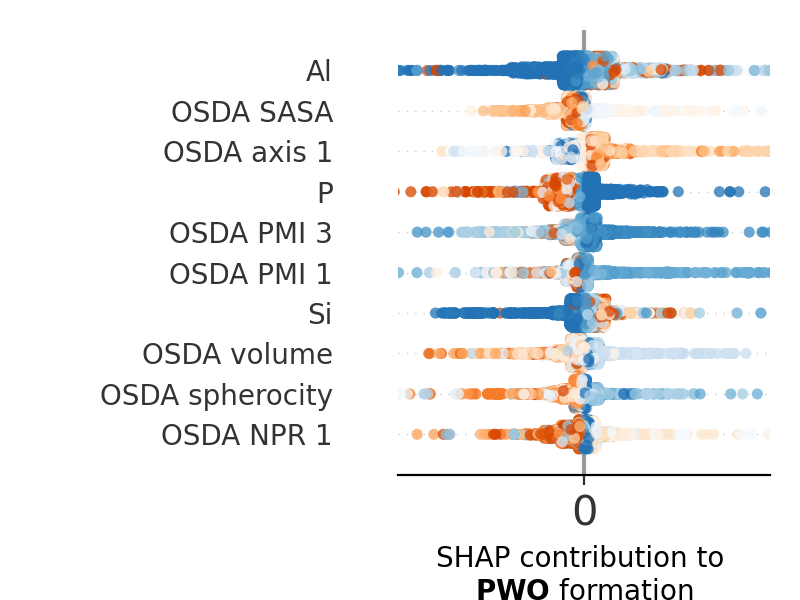 Al
OSDA SASA
OSDA axis 1
P
OSDA PMI 3
OSDA PMI 1
Si
OSDA volume
OSDA spherocity
OSDA NPR 1
0
SHAP contribution to
PWO formation